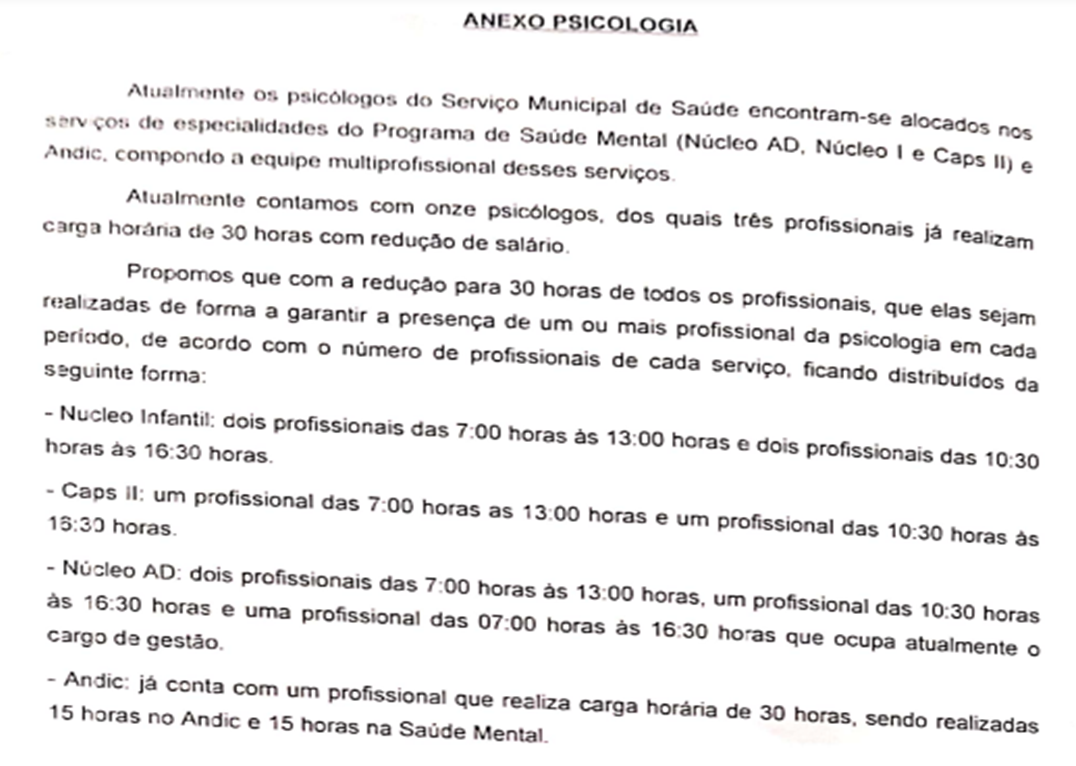 ANEXO PSICOLOGIA
Atualmente os psicólogos do Serviço Municipal de Saúde encontram-se alocados nos
serviços de especialidades do Programa de Saúde Mental (Núcleo AD, Núcleo I e Caps II) e
Andic, compondo a equipe multiprofissional desses serviços.
Atualmente contamos com onze psicólogos, dos quais três profissionais já realizam
carga horária de 30 horas com redução de salário.
Propomos que com a redução para 30 horas de todos os profissionais, que elas sejam
realizadas de forma a garantir a presença de um ou mais profissional da psicologia em cada
período, de acordo com o número de profissionais de cada serviço, ficando distribuídos da
seguinte forma:
- Nucleo Infantil: dois profissionais das 7:00 horas às 13:00 horas e dois profissionais das 10:30
horas às 16:30 horas.
- Caps II: um profissional das 7:00 horas as 13:00 horas e um profissional das 10:30 horas às
16:30 horas.
- Núcleo AD: dois profissionais das 7:00 horas às 13:00 horas, um profissional das 10:30 horas
às 16:30 horas e uma profissional das 07:00 horas às 16:30 horas que ocupa atualmente o
cargo de gestão.
- Andic: já conta com um profissional que realiza carga horária de 30 horas, sendo realizadas
15 horas no Andic e 15 horas na Saúde Mental.